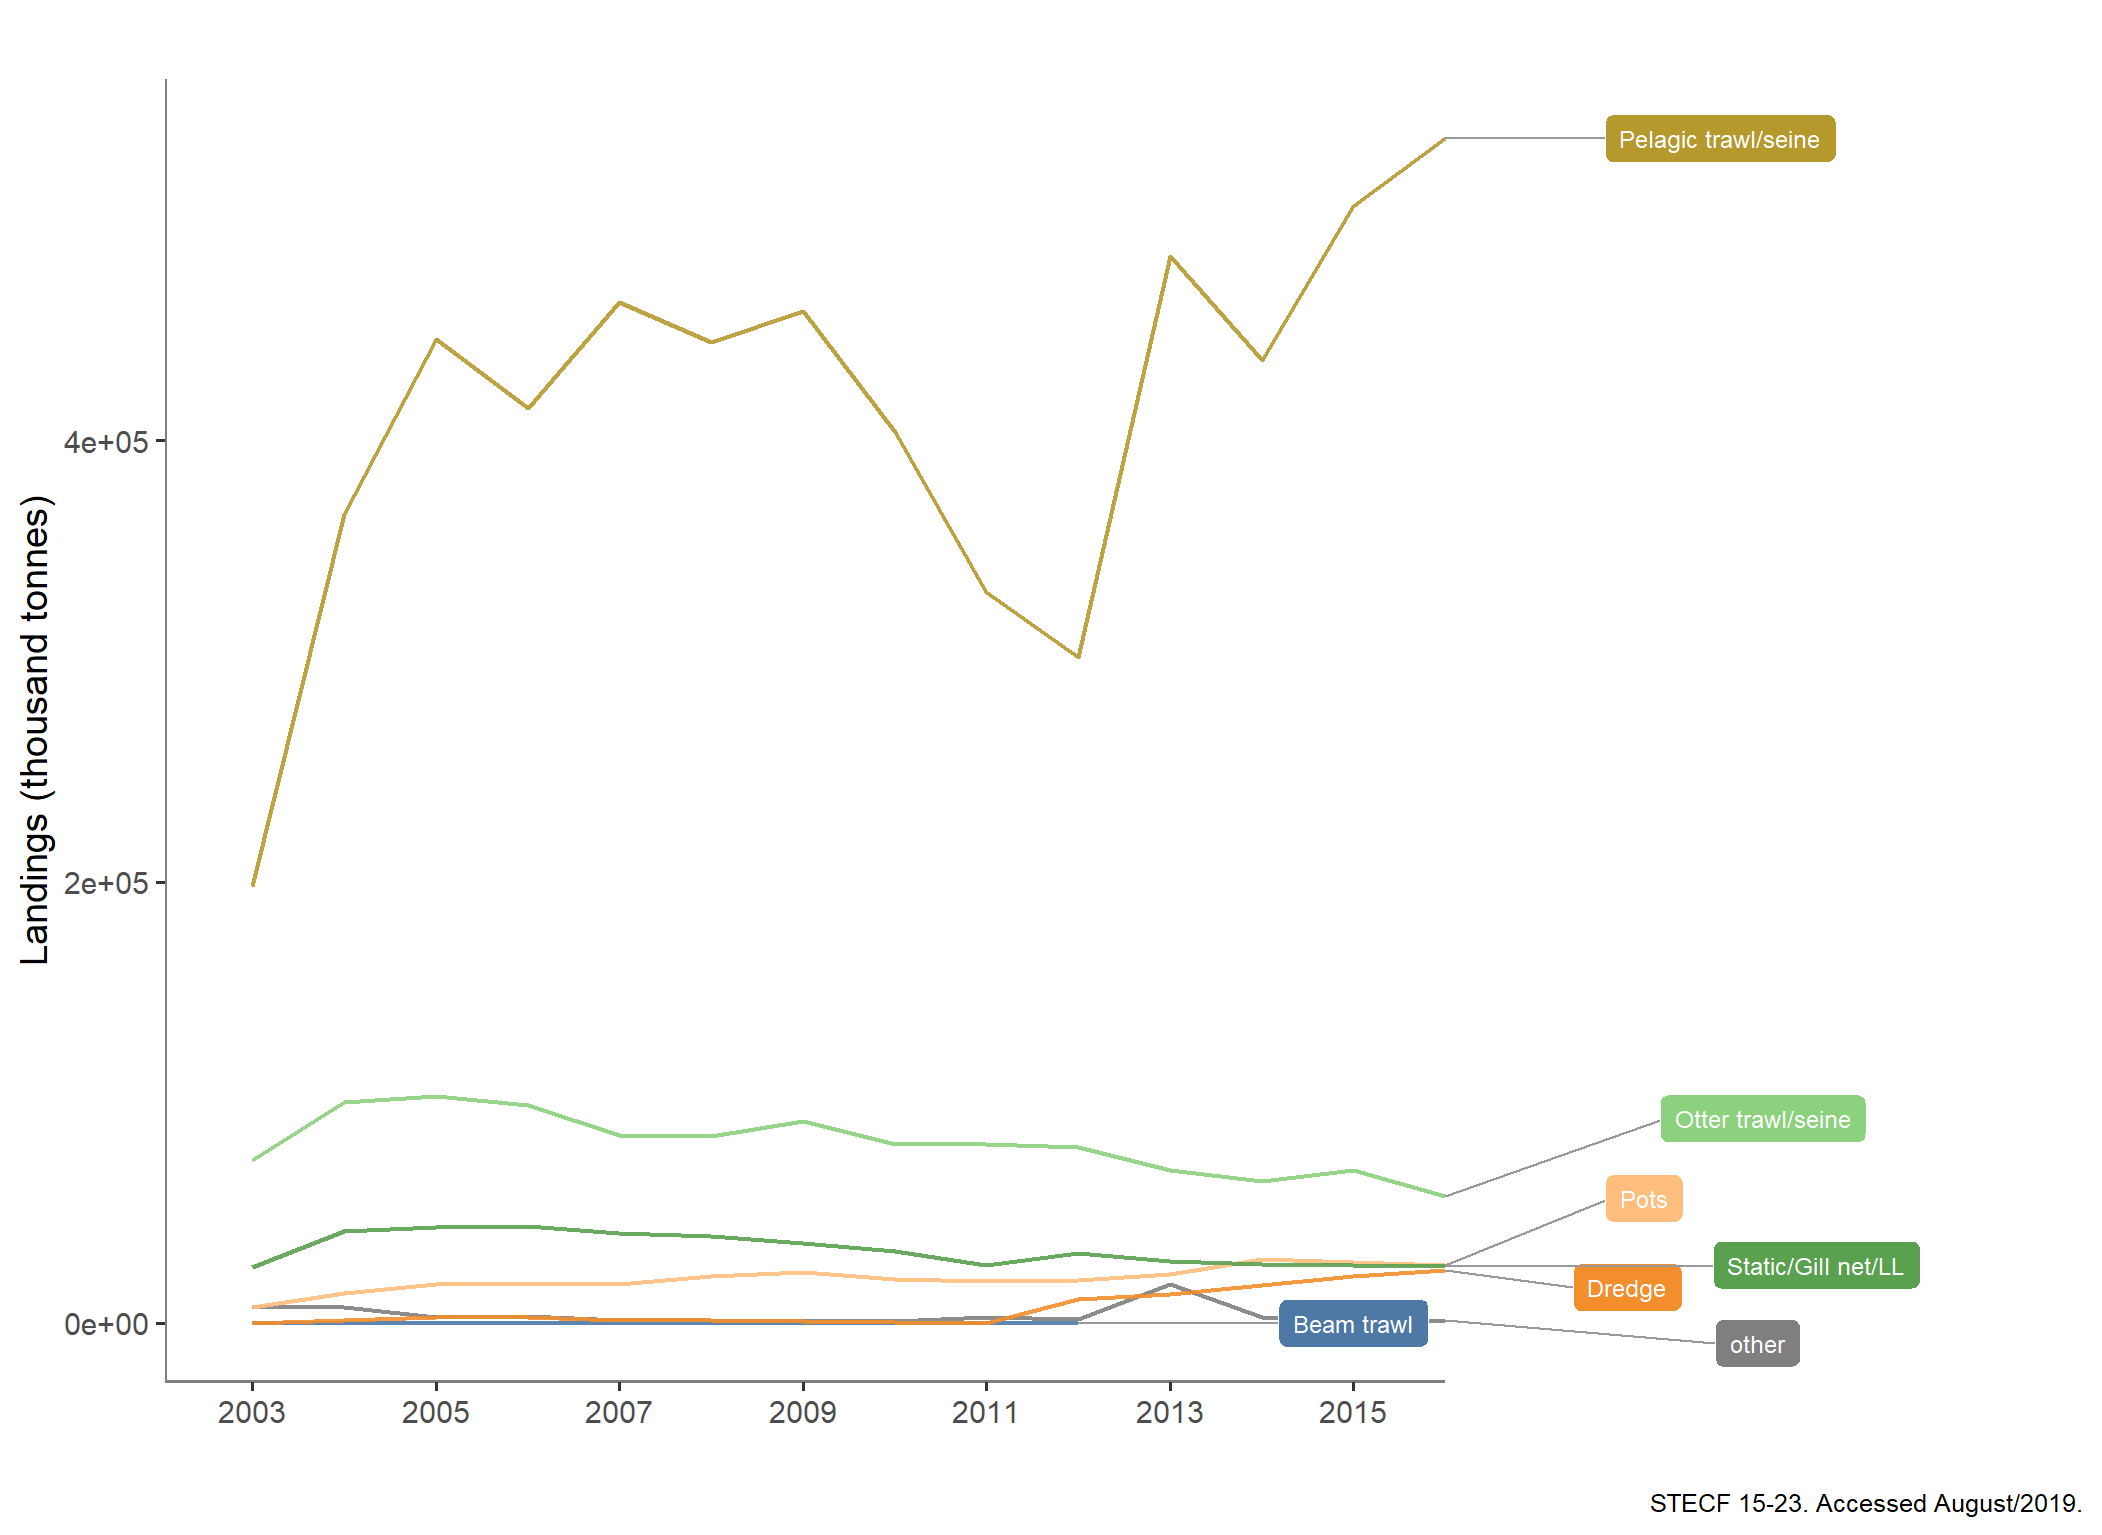 Landings (thousand tonnes)
4e+05
2e+05
0e+00
2003 2005 2007 2009 2011 2013 2015
Pelagic trawl/seine
Otter trawl/seine
Pots
Static/Gill net/LL
Dredge
Beam trawl
other
STECF 15-23. Accessed August/2019.